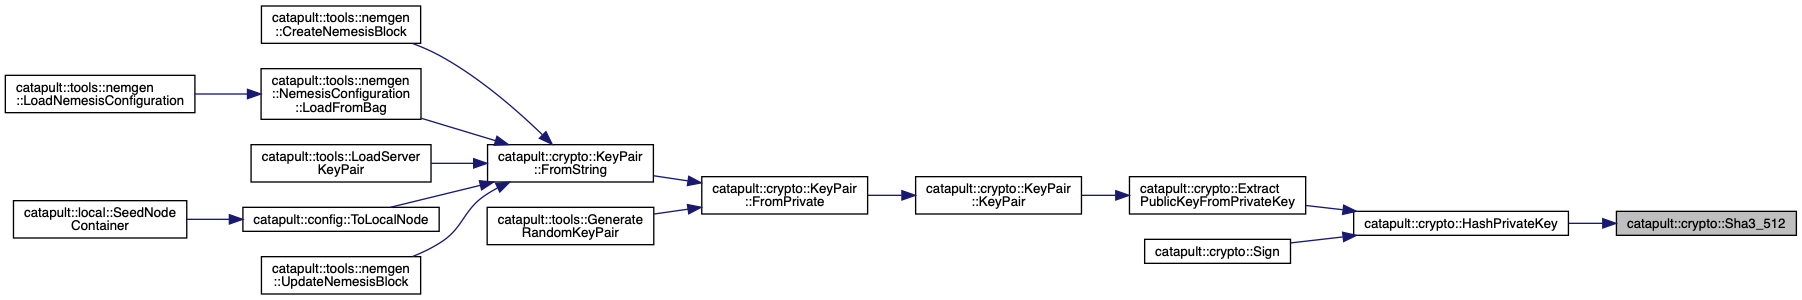 catapult::tools::nemgen
::CreateNemesisBlock
catapult::tools::nemgen
::LoadNemesisConfiguration
catapult::tools::nemgen
::NemesisConfiguration
::LoadFromBag
catapult::tools::LoadServer
KeyPair
catapult::crypto::KeyPair
::FromString
catapult::local::SeedNode
Container
catapult::config::ToLocalNode
catapult::tools::nemgen
::UpdateNemesisBlock
catapult::tools::Generate
RandomKeyPair
catapult::crypto::KeyPair
::FromPrivate
catapult::crypto::KeyPair
::KeyPair
catapult::crypto::Extract
PublicKeyFromPrivateKey
catapult::crypto::Sign
catapult::crypto::HashPrivateKey
catapult::crypto::Sha3_512